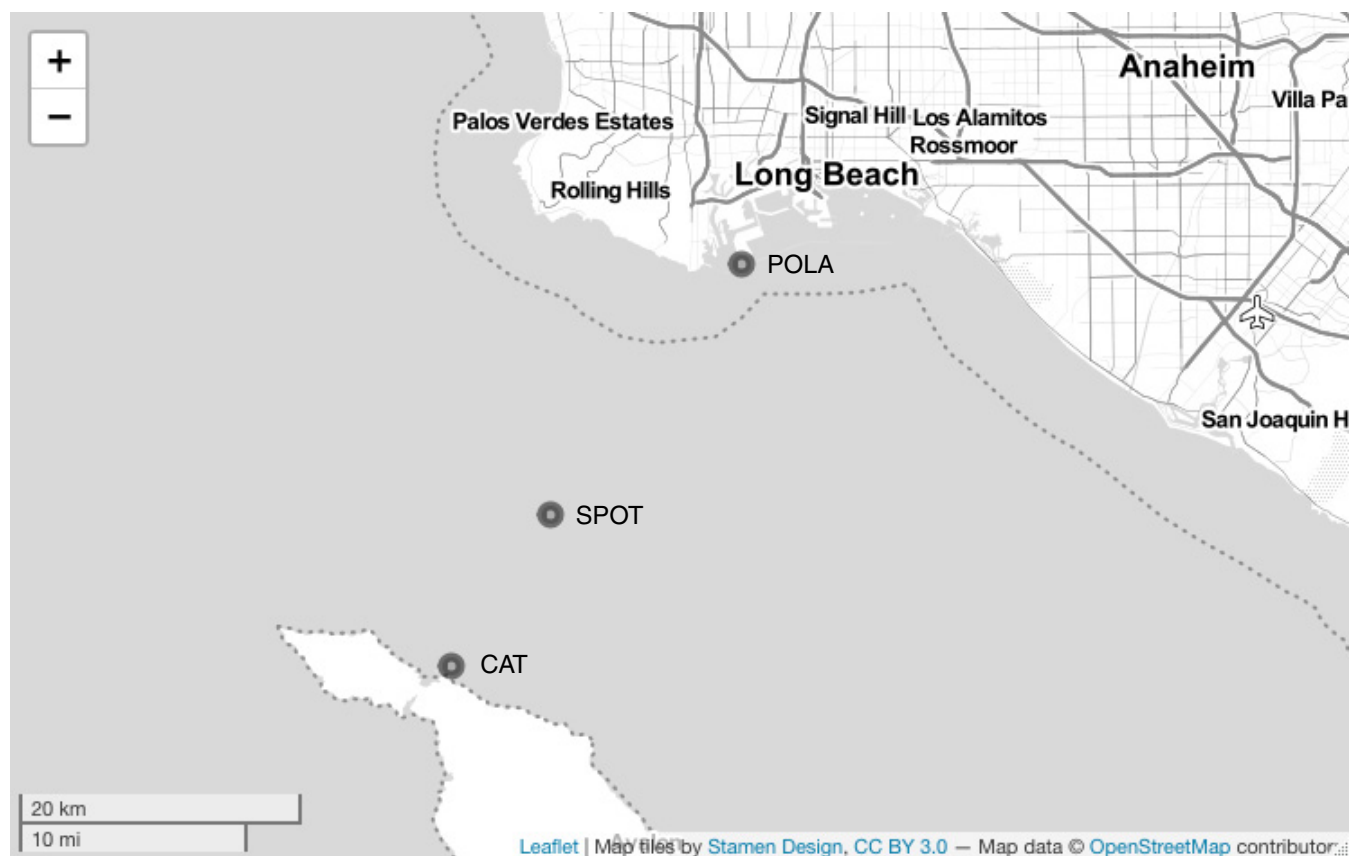 +
−
Anaheim
Villa Pa
Palos Verdes Estates
Signal Hill
Los Alamitos
Rossmoor
Long Beach
Rolling Hills
POLA
San Joaquin H
SPOT
CAT
20 km
10 mi
Avalon
Leaflet | Map tiles by Stamen Design, CC BY 3.0 — Map data © OpenStreetMap contributor